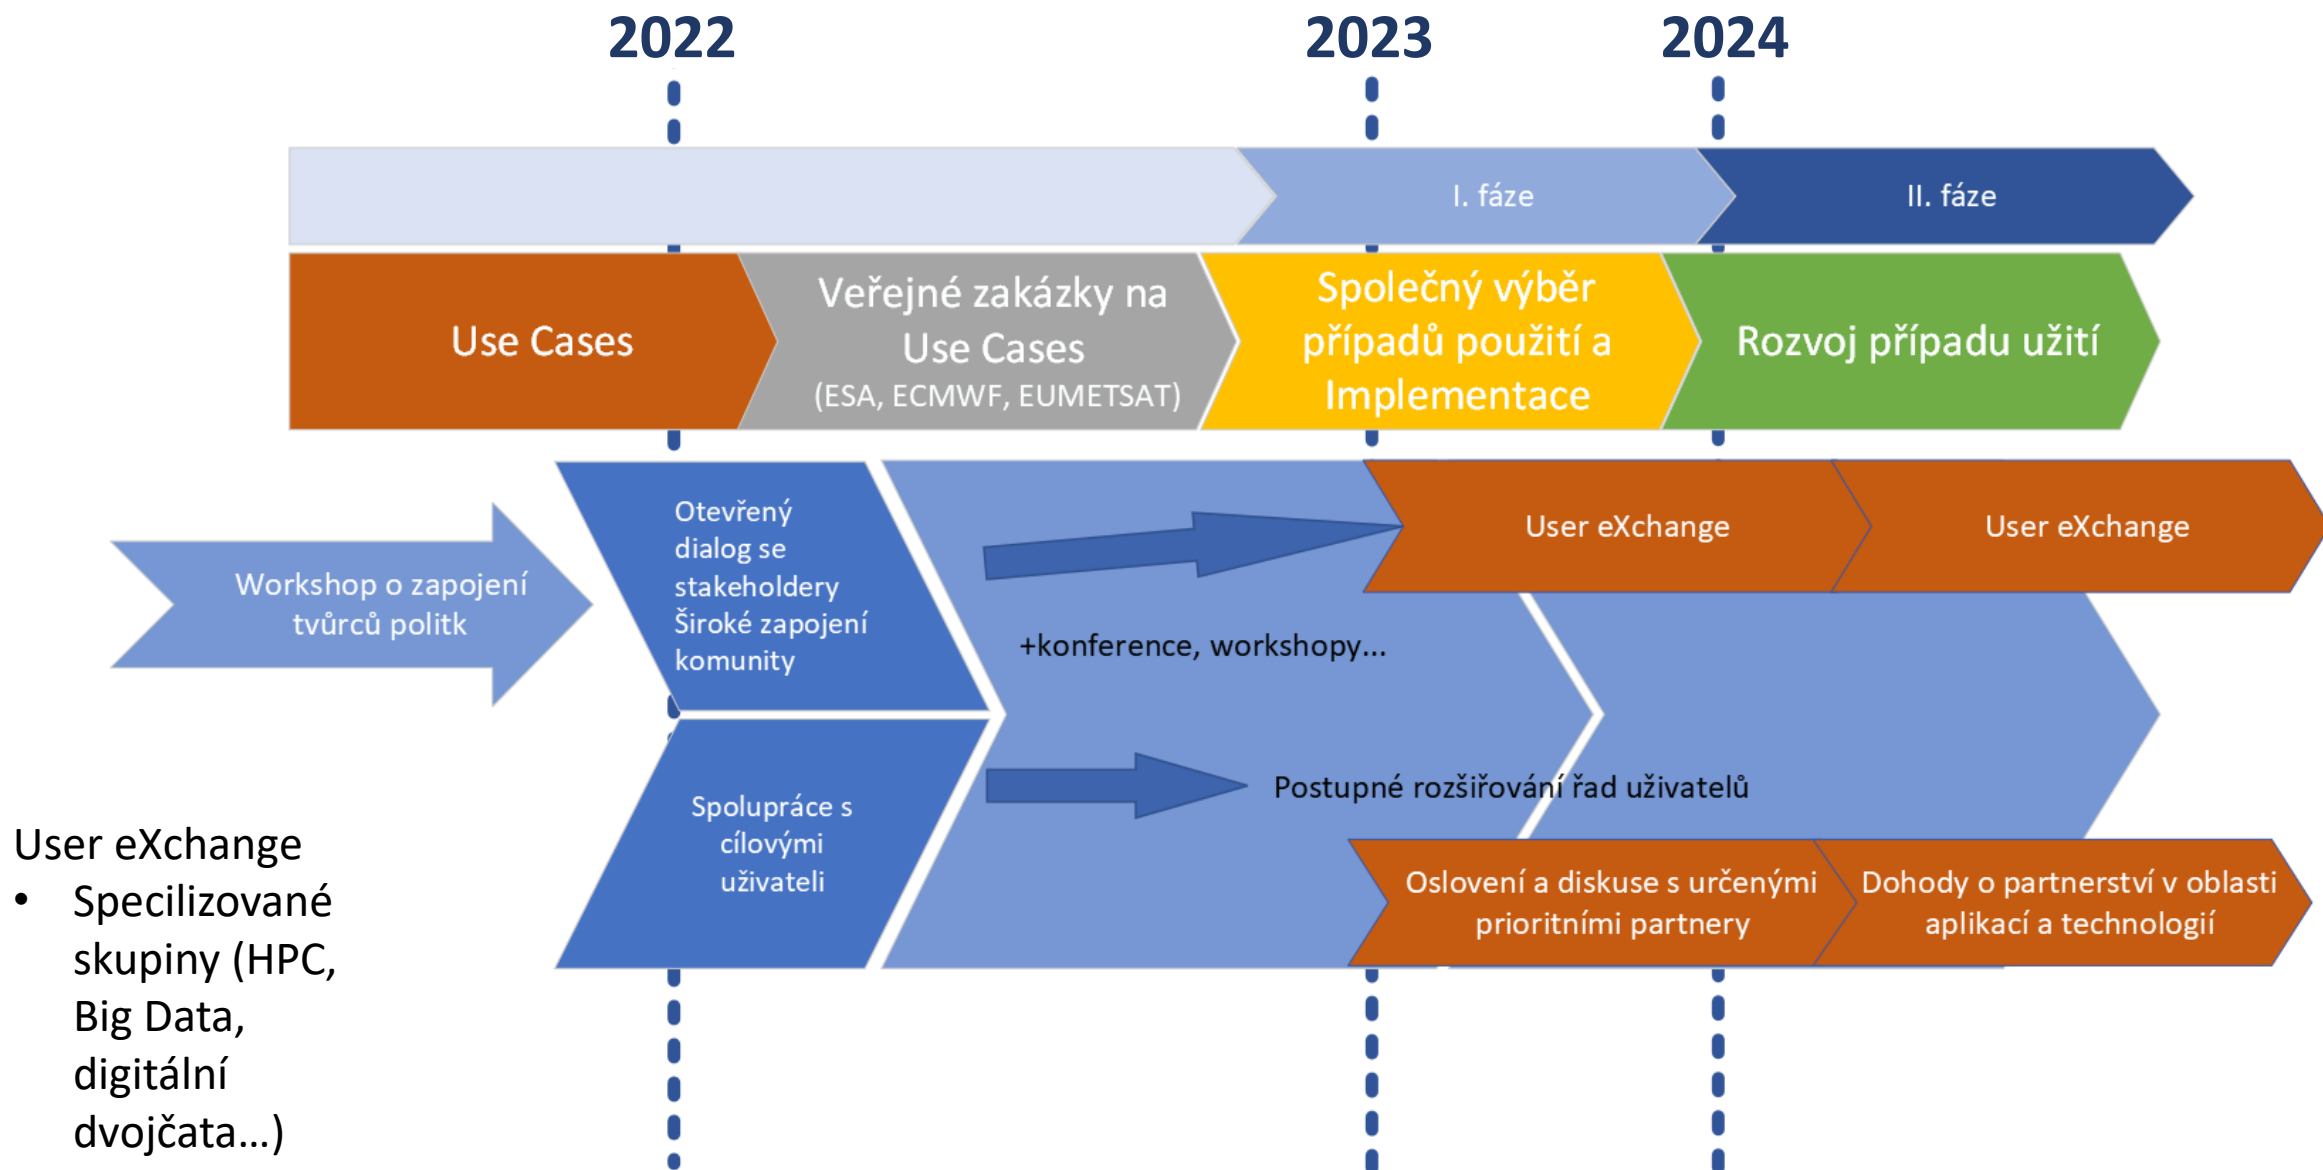 2022
2023
2024
I. fáze
II. fáze
Use Cases
Veřejné zakázky na
Use Cases
(ESA, ECMWF, EUMETSAT)
Společný výběr
případů použití a
Implementace
Rozvoj případu užití
Workshop o zapojení
tvůrců politk
Otevřený
dialog se
stakeholdery
Široké zapojení
komunity
User eXchange
User eXchange
+konference, workshopy...
Postupné rozšiřování řad uživatelů
Spolupráce s
cílovými
uživateli
Oslovení a diskuse s určenými
prioritními partnery
Dohody o partnerství v oblasti
aplikací a technologií
User eXchange
• Specilizované
skupiny (HPC,
Big Data,
digitální
dvojčata…)